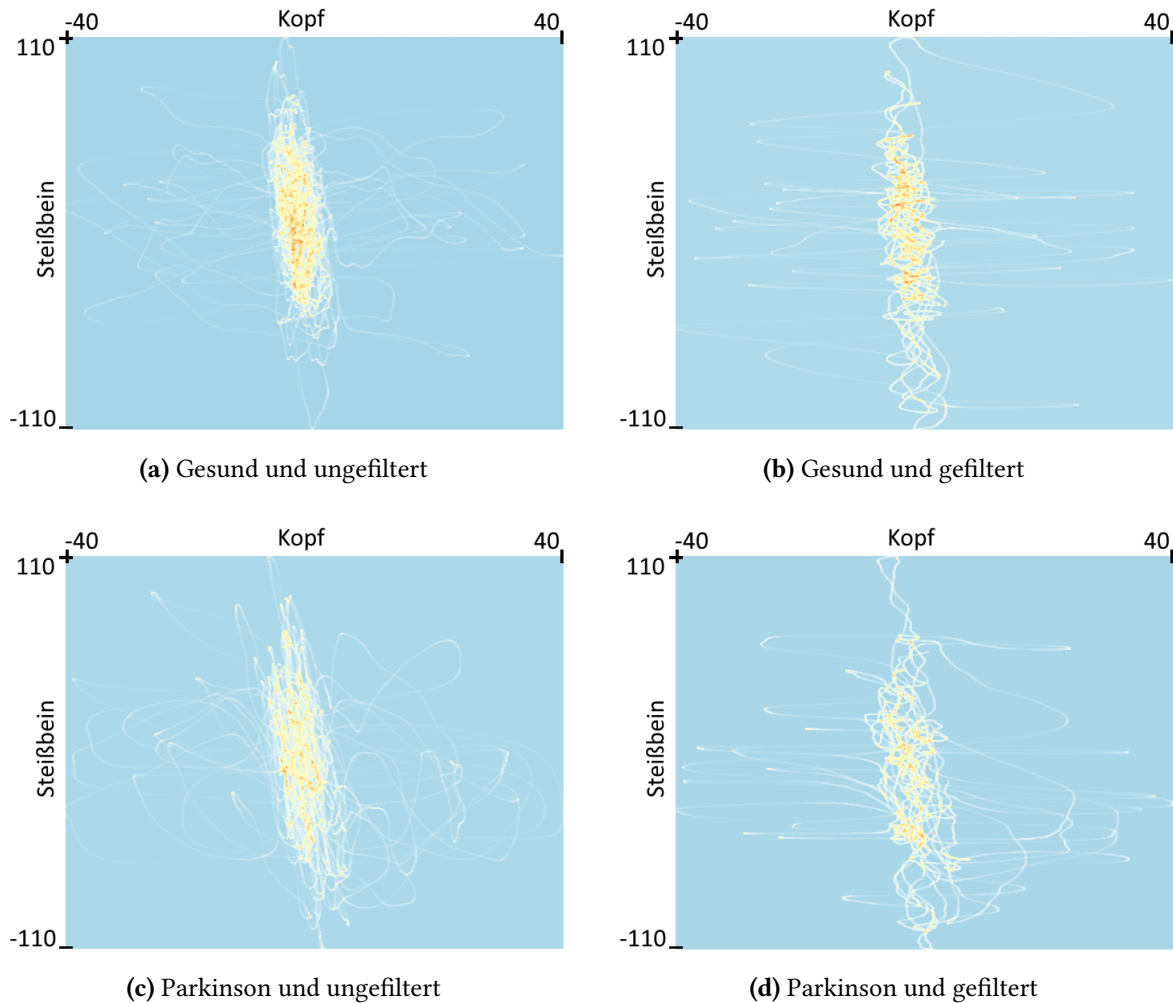 -40 Kopf 40
110
Steißbein
-110
(a) Gesund und ungefiltert
-40 Kopf 40
110
Steißbein
-110
(b) Gesund und gefiltert
-40 Kopf 40
110
Steißbein
-110
(c) Parkinson und ungefiltert
-40 Kopf 40
110
Steißbein
-110
(d) Parkinson und gefiltert